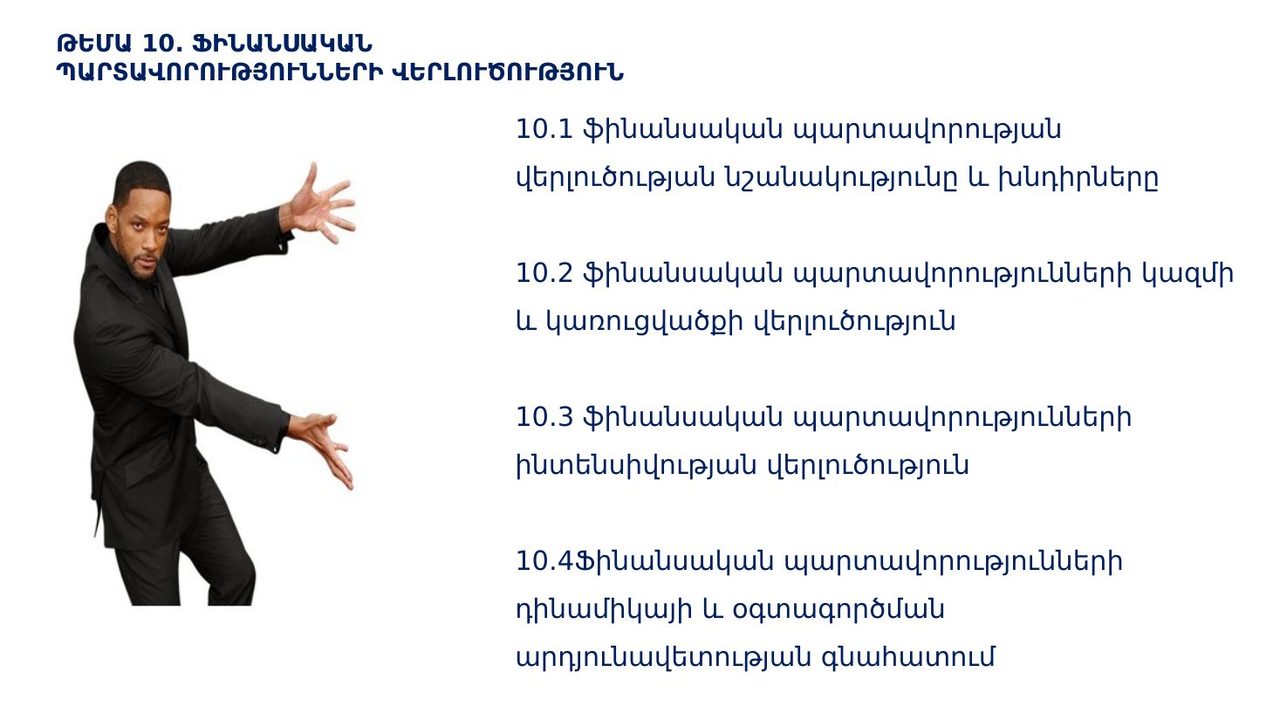 ԹԵՄԱ 10. ՖԻՆԱՆՍԱԿԱՆ
ՊԱՐՏԱՎՈՐՈՒԹՅՈՒՆՆԵՐԻ ՎԵՐԼՈՒԾՈՒԹՅՈՒՆ
10.1 ֆինանսական պարտավորության
վերլուծության նշանակությունը և խնդիրները
10.2 ֆինանսական պարտավորությունների կազմի
և կառուցվածքի վերլուծություն
10.3 ֆինանսական պարտավորությունների
ինտենսիվության վերլուծություն
10.4Ֆինանսական պարտավորությունների
դինամիկայի և օգտագործման
արդյունավետության գնահատում